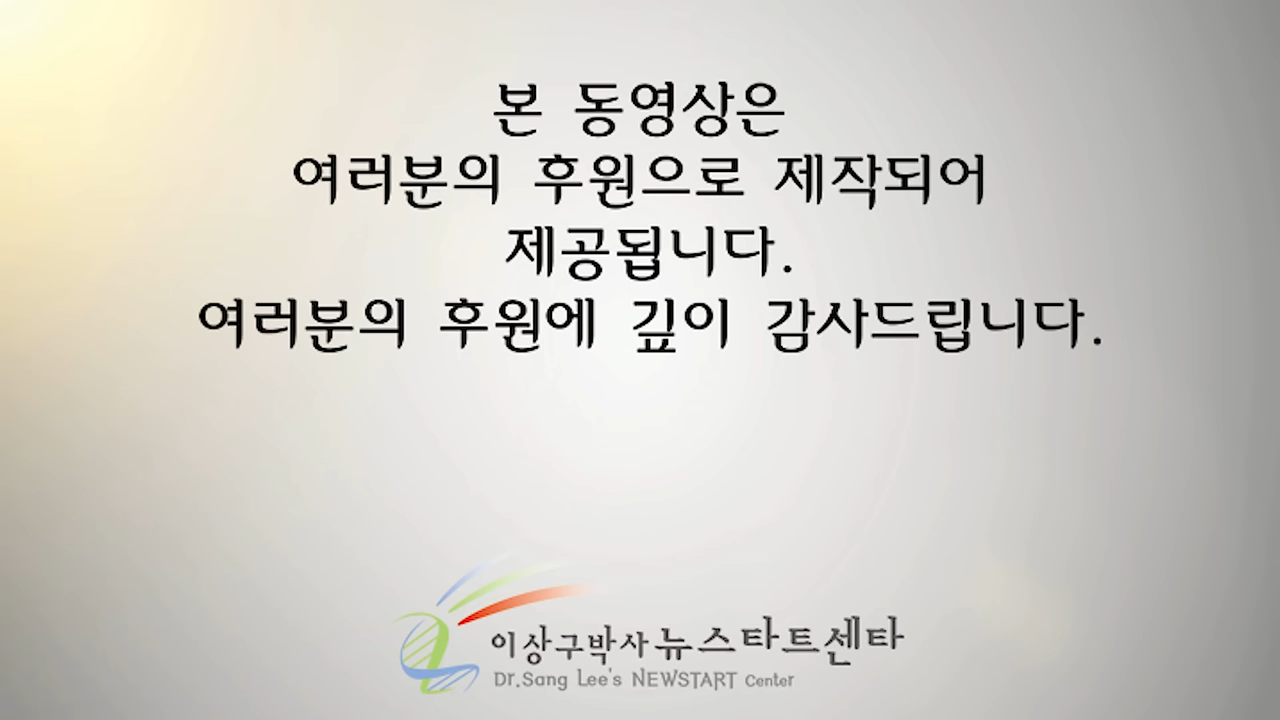 본 동영상은
여러분의 후원으로 제작되어
제공됩니다.
여러분의 후원에 깊이 감사드립니다.
이상구박사 뉴스타트센타
Dr.Sang Lee's NEWSTART Center